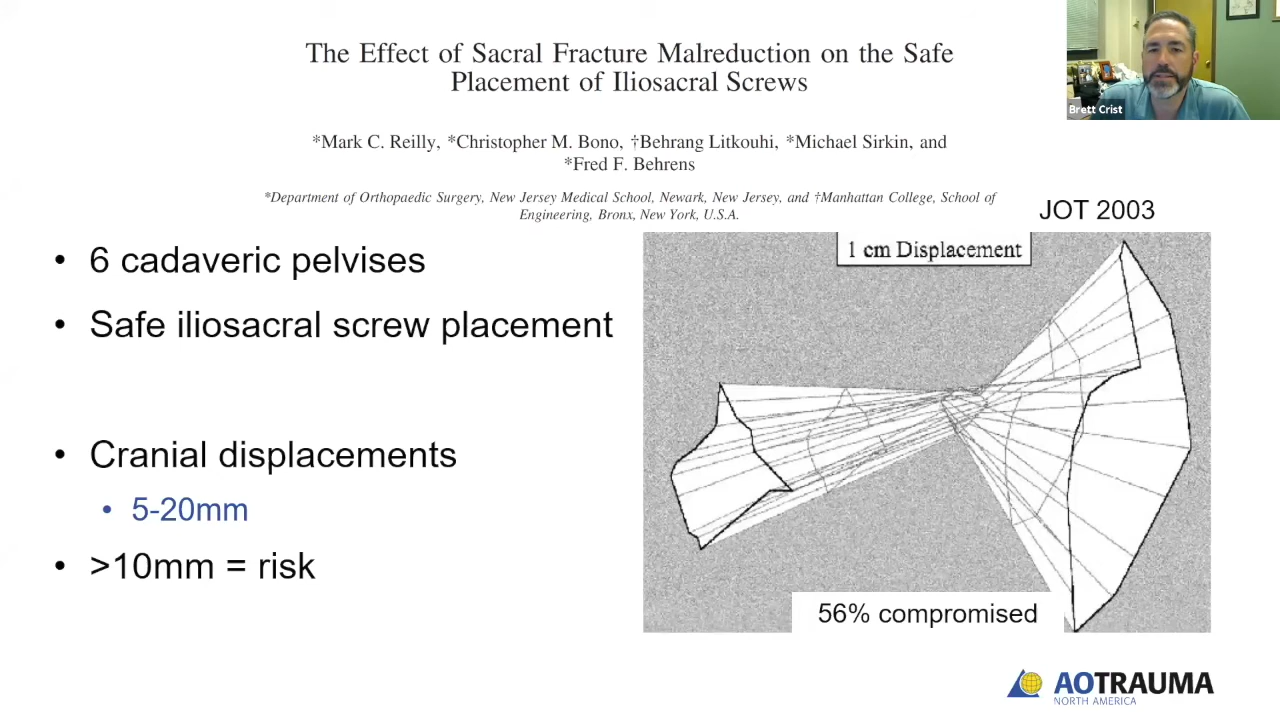 The Effect of Sacral Fracture Malreduction on the Safe
Placement of Iliosacral Screws
*Mark C. Reilly, *Christopher M. Bono, †Behrang Litkouhi, *Michael Sirkin, and
*Fred F. Behrens
*Department of Orthopaedic Surgery, New Jersey Medical School, Newark, New Jersey, and †Manhattan College, School of
Engineering, Bronx, New York, U.S.A.
Brett Crist
JOT 2003
• 6 cadaveric pelvises
• Safe iliosacral screw placement
• Cranial displacements
• 5-20mm
• >10mm = risk
1 cm Displacement
56% compromised
AOTRAUMA
NORTH AMERICA